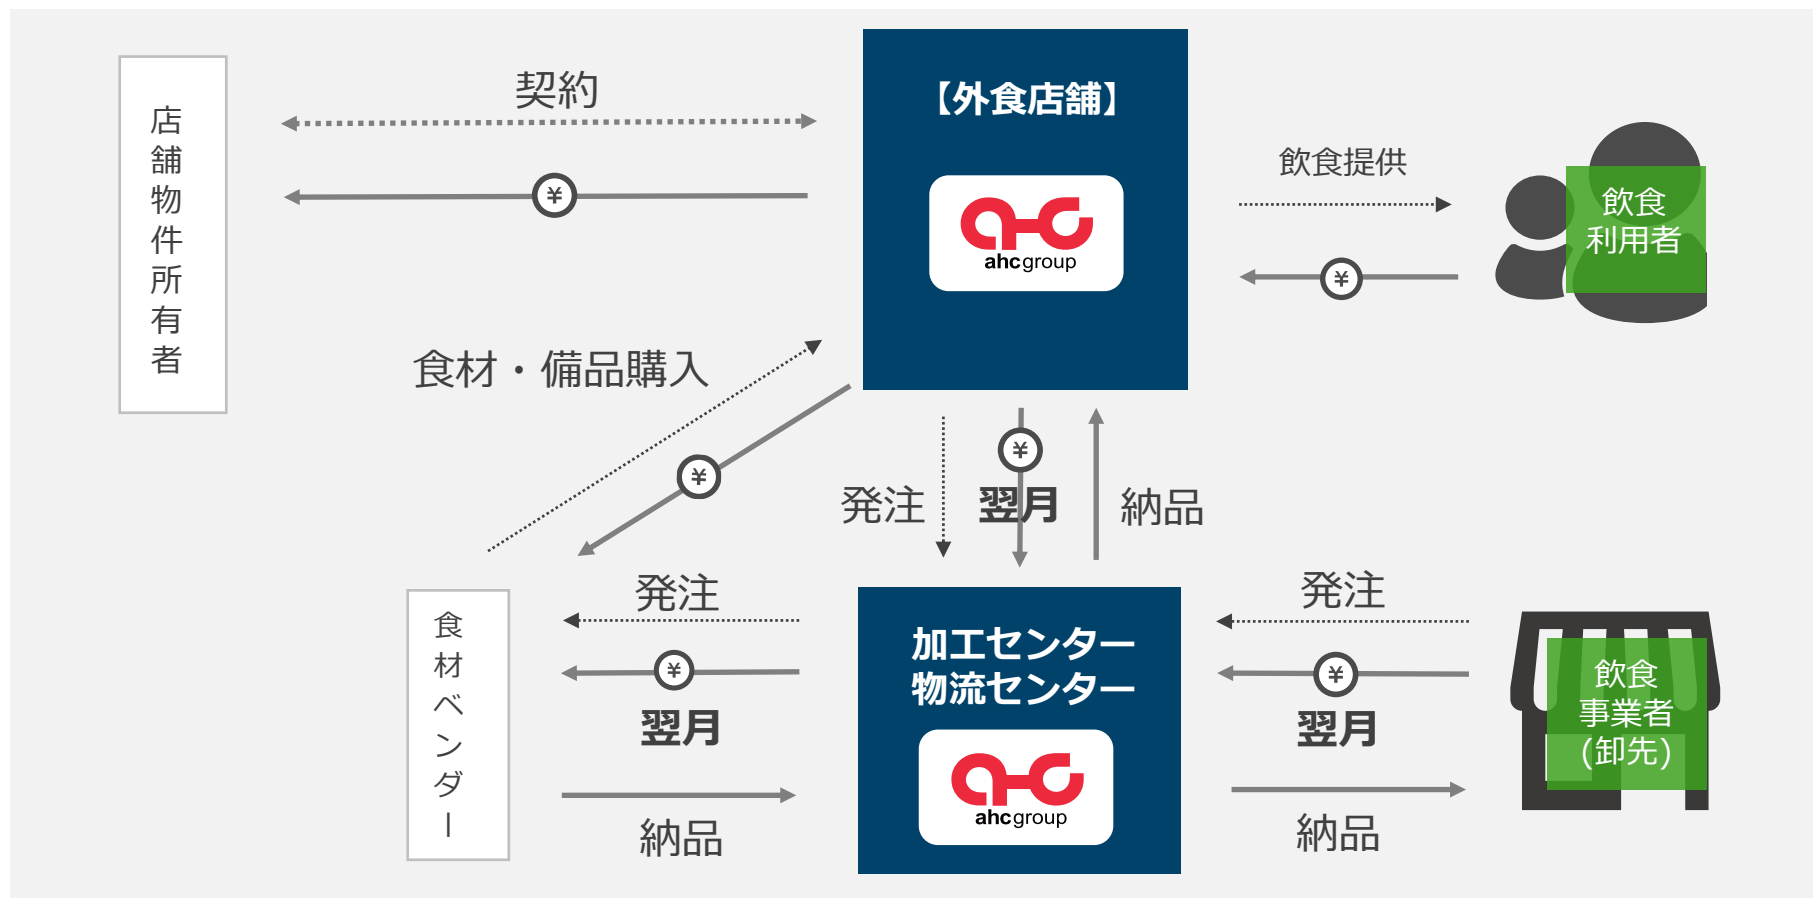 店舗物件所有者
契約
¥
【外食店舗】
ahcgroup
飲食提供
¥
飲食
利用者
食材・備品購入
¥
発注
¥
翌月
納品
食材ベンダー
発注
¥
翌月
納品
加工センター
物流センター
ahcgroup
発注
¥
翌月
納品
飲食
事業者
(卸先)